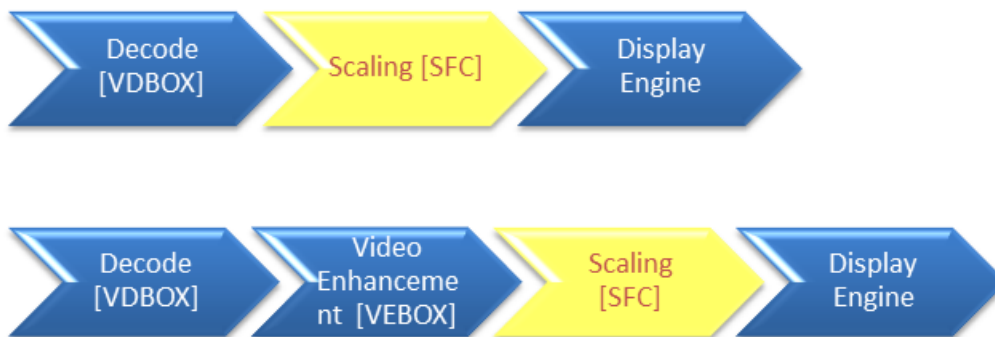 Decode
[VDBOX]
Scaling [SFC]
Display
Engine
Decode
[VDBOX]
Video
Enhanceme
nt [VEBOX]
Scaling
[SFC]
Display
Engine